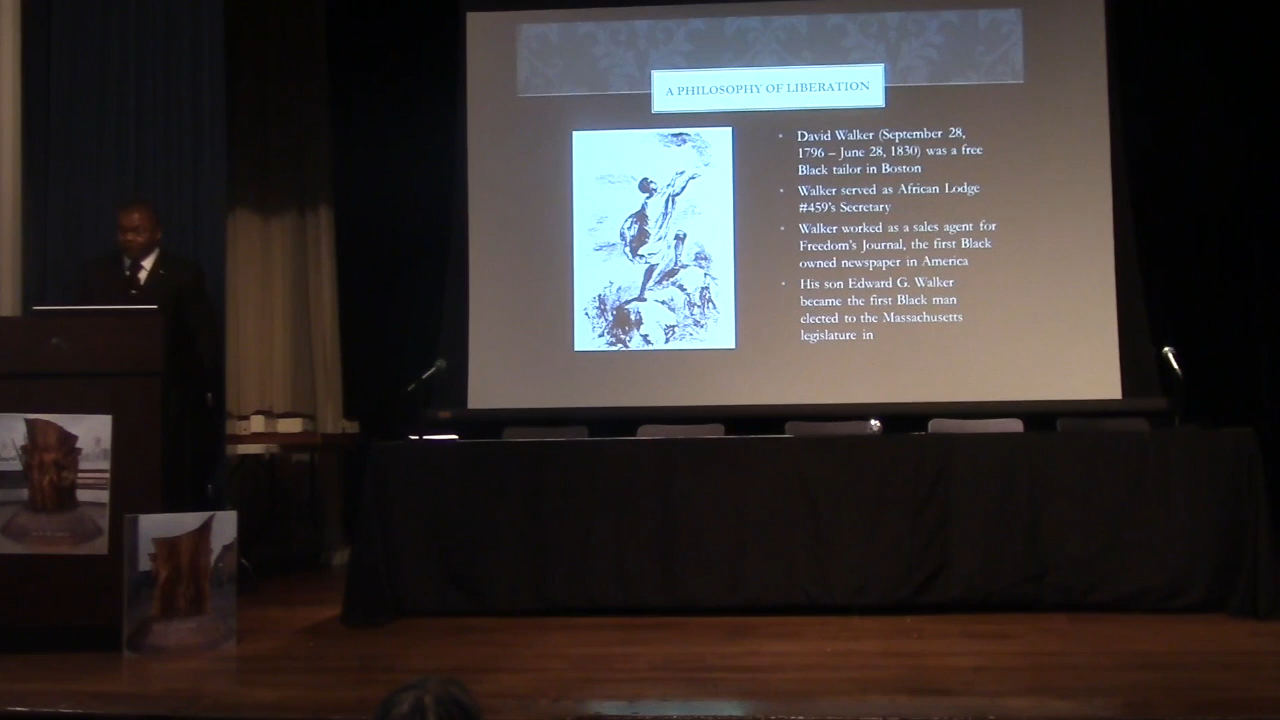 A PHILOSOPHY OF LIBERATION
• David Walker (September 28,
1796 – June 28, 1830) was a free
Black tailor in Boston
• Walker served as African Lodge
#459's Secretary
• Walker worked as a sales agent for
Freedom's Journal, the first Black
owned newspaper in America
• His son Edward G. Walker
became the first Black man
elected to the Massachusetts
legislature in